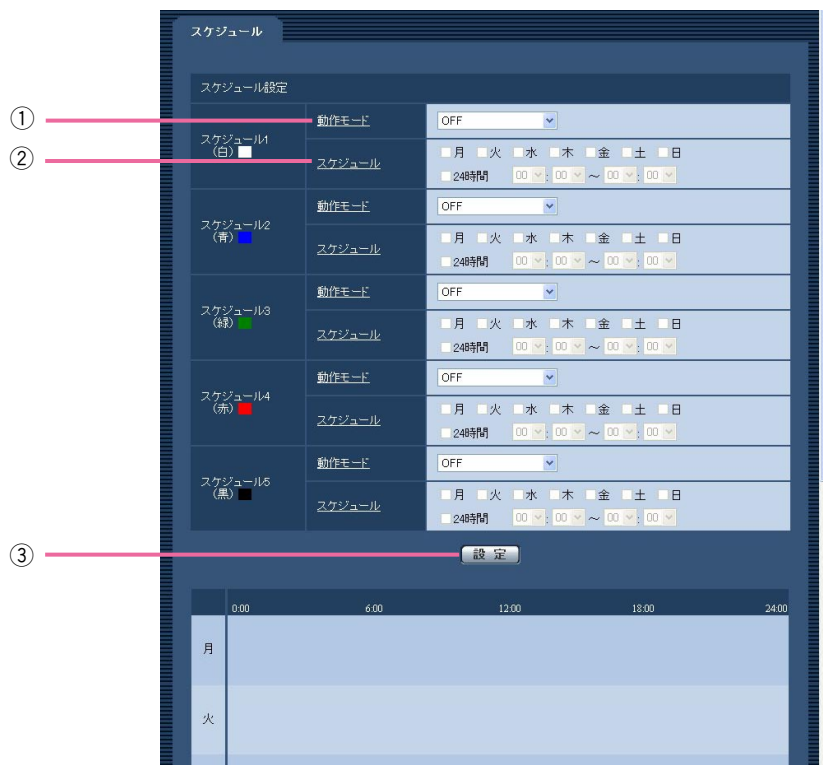 スケジュール
スケジュール設定
① 動作モード OFF
スケジュール1
（白）
② スケジュール 月 火 水 木 金 土 日
24時間 00 : 00 ～ 00 : 00
動作モード OFF
スケジュール2
（青）
スケジュール 月 火 水 木 金 土 日
24時間 00 : 00 ～ 00 : 00
動作モード OFF
スケジュール3
（緑）
スケジュール 月 火 水 木 金 土 日
24時間 00 : 00 ～ 00 : 00
動作モード OFF
スケジュール4
（赤）
スケジュール 月 火 水 木 金 土 日
24時間 00 : 00 ～ 00 : 00
動作モード OFF
スケジュール5
（黒）
スケジュール 月 火 水 木 金 土 日
24時間 00 : 00 ～ 00 : 00
③ 設 定
0:00 6:00 12:00 18:00 24:00
月
火